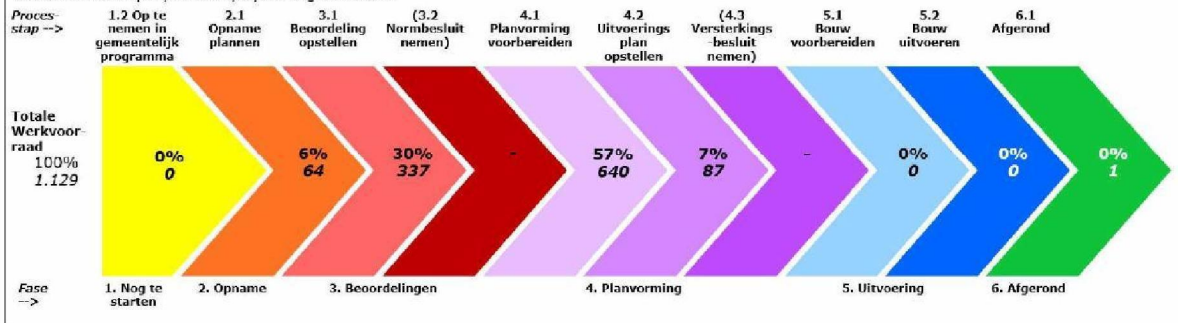 Proces-
stap -->
1.2 Op te
nemen in
gemeentelijk
programma
2.1
Opname
plannen
3.1
Beoordeling
opstellen
(3.2
Normbesluit
nemen)
4.1
Planvorming
voorbereiden
4.2
Uitvoerings
plan
opstellen
(4.3
Versterkings
-besluit
nemen)
5.1
Bouw
voorbereiden
5.2
Bouw
uitvoeren
6.1
Afgerond
Totale
Werkvoor-
raad
100%
1.129
0%
0
6%
64
30%
337
-
57%
640
7%
87
-
0%
0
0%
0
0%
1
Fase
-->
1. Nog te
starten
2. Opname
3. Beoordelingen
4. Planvorming
5. Uitvoering
6. Afgerond